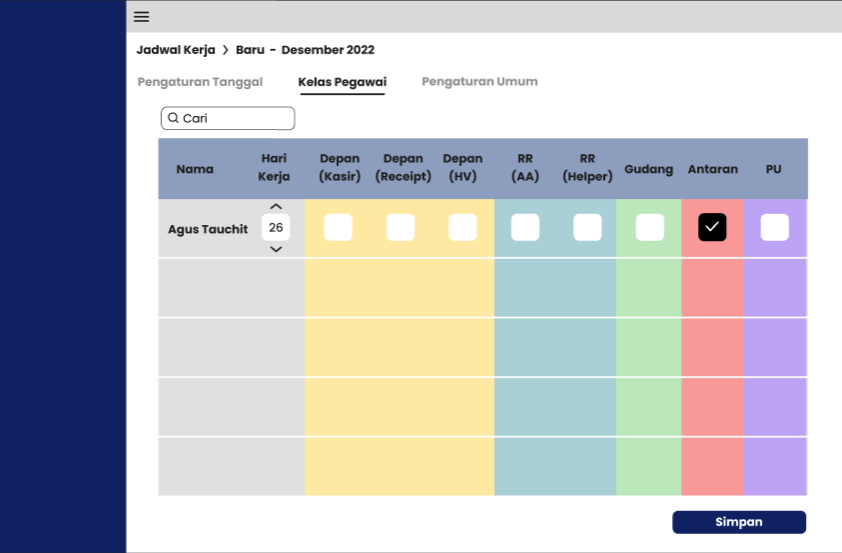 Jadwal Kerja > Baru - Desember 2022
Pengaturan Tanggal Kelas Pegawai Pengaturan Umum
Cari
Nama Hari Kerja Depan (Kasir) Depan (Receipt) Depan (HV) RR (AA) RR (Helper) Gudang Antaran PU
Agus Tauchit 26
Simpan